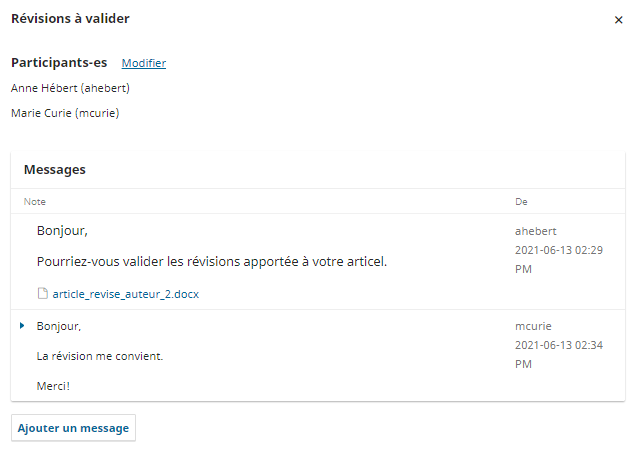 Révisions à valider
×
Participants-es Modifier
Anne Hébert (ahebert)
Marie Curie (mcurie)
Messages
Note De
Bonjour,
Pourriez-vous valider les révisions apportée à votre articel.
article_revise_auteur_2.docx
ahebert
2021-06-13 02:29
PM
Bonjour,
La révision me convient.
Merci!
mcurie
2021-06-13 02:34
PM
Ajouter un message